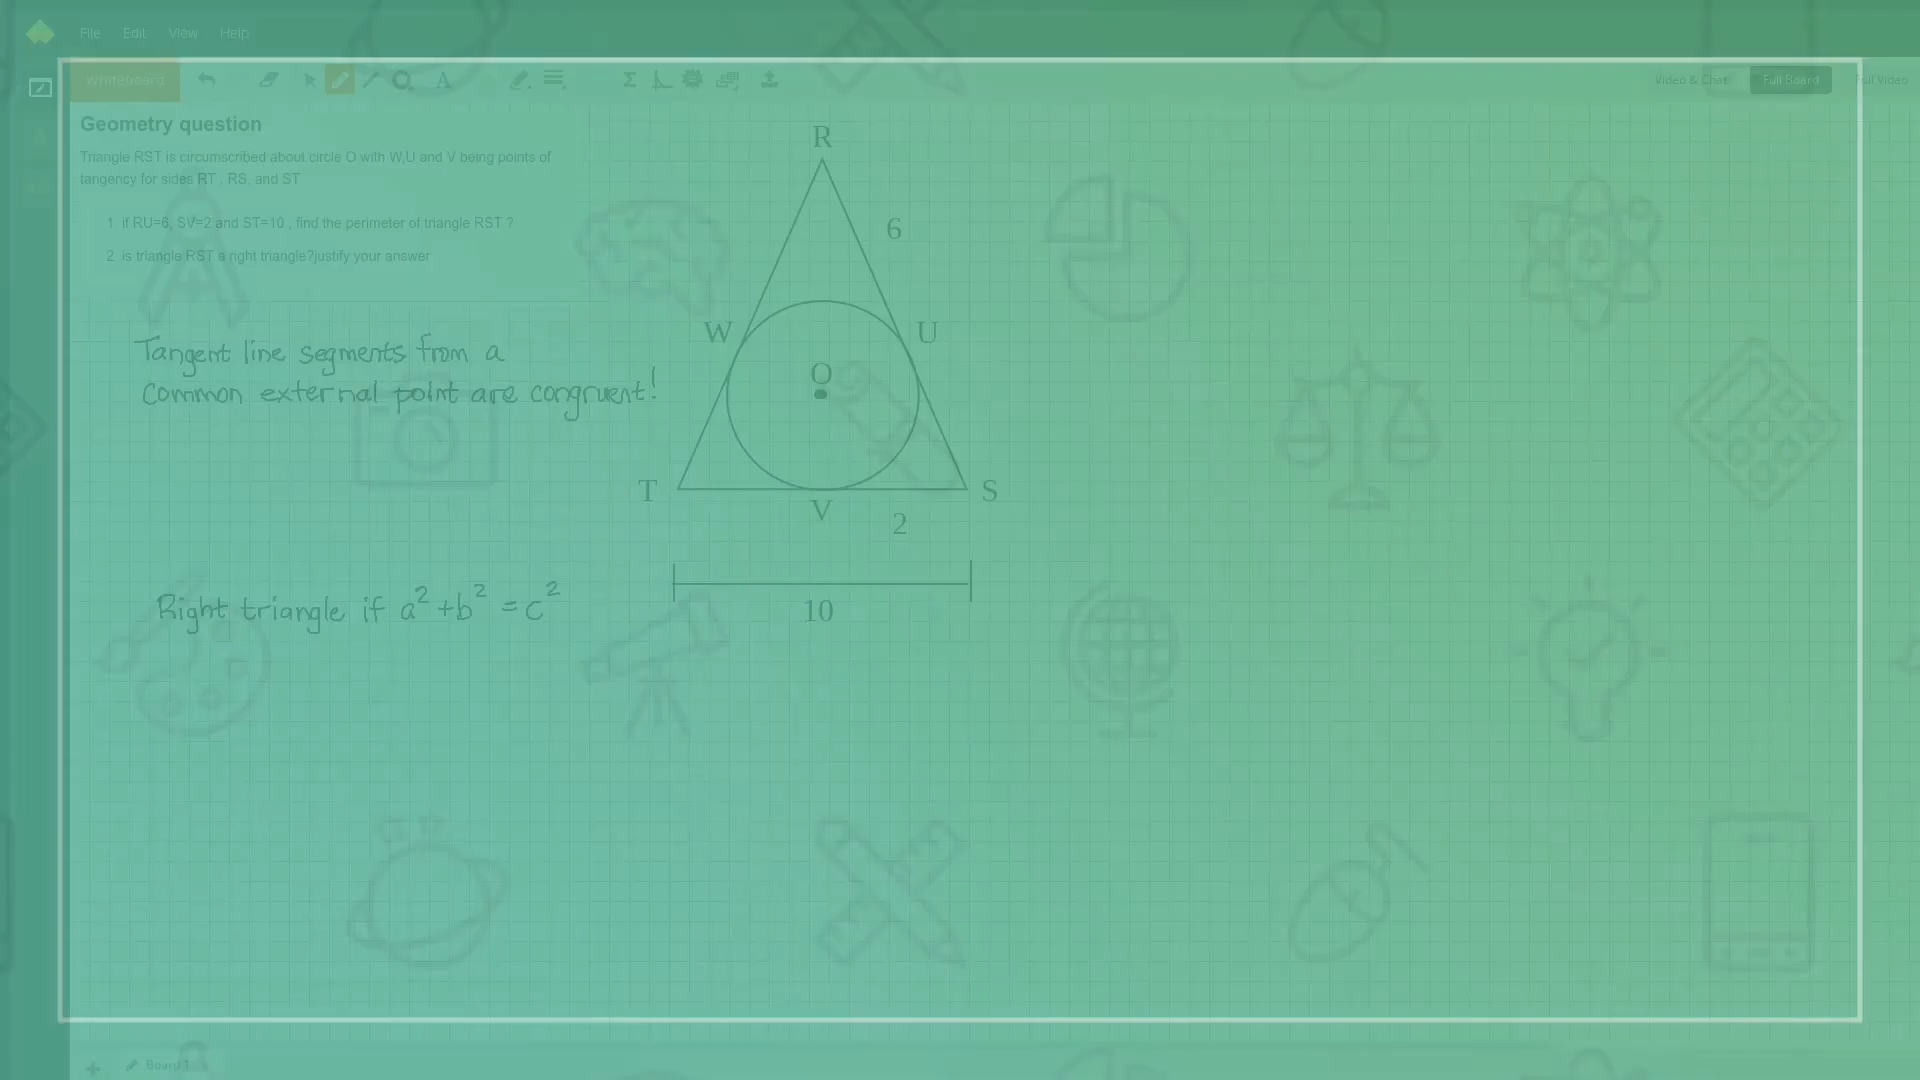 File Edit View Help
Whiteboard
A
Σ
Video & Chat Full Board Full Video
Geometry question
Triangle RST is circumscribed about circle O with W,U and V being points of
tangency for sides RT , RS, and ST
1. if RU=6, SV=2 and ST=10 , find the perimeter of triangle RST ?
2. is triangle RST a right triangle?justify your answer
R
6
W U
O
Tangent line segments from a
common external point are congruent!
T S
V
2
10
Right triangle if a² + b² = c²
Board 1